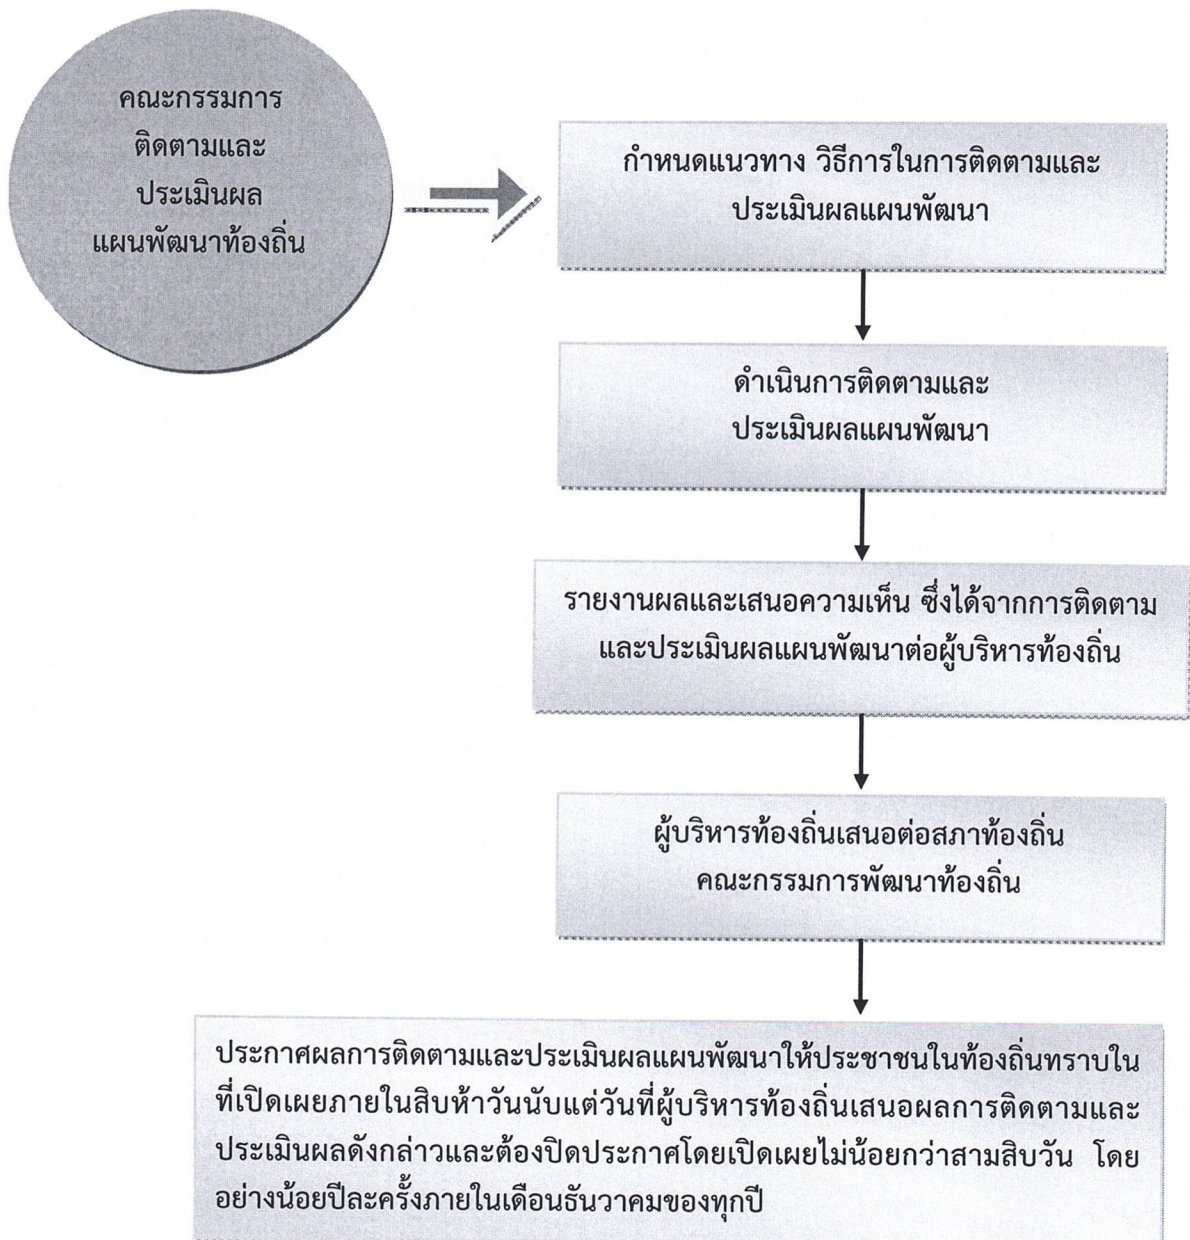 คณะกรรมการ
ติดตามและ
ประเมินผล
แผนพัฒนาท้องถิ่น
กำหนดแนวทาง วิธีการในการติดตามและ
ประเมินผลแผนพัฒนา
ดำเนินการติดตามและ
ประเมินผลแผนพัฒนา
รายงานผลและเสนอความเห็น ซึ่งได้จากการติดตาม
และประเมินผลแผนพัฒนาต่อผู้บริหารท้องถิ่น
ผู้บริหารท้องถิ่นเสนอต่อสภาท้องถิ่น
คณะกรรมการพัฒนาท้องถิ่น
ประกาศผลการติดตามและประเมินผลแผนพัฒนาให้ประชาชนในท้องถิ่นทราบใน
ที่เปิดเผยภายในสิบห้าวันนับแต่วันที่ผู้บริหารท้องถิ่นเสนอผลการติดตามและ
ประเมินผลดังกล่าวและต้องปิดประกาศโดยเปิดเผยไม่น้อยกว่าสามสิบวัน โดย
อย่างน้อยปีละครั้งภายในเดือนธันวาคมของทุกปี